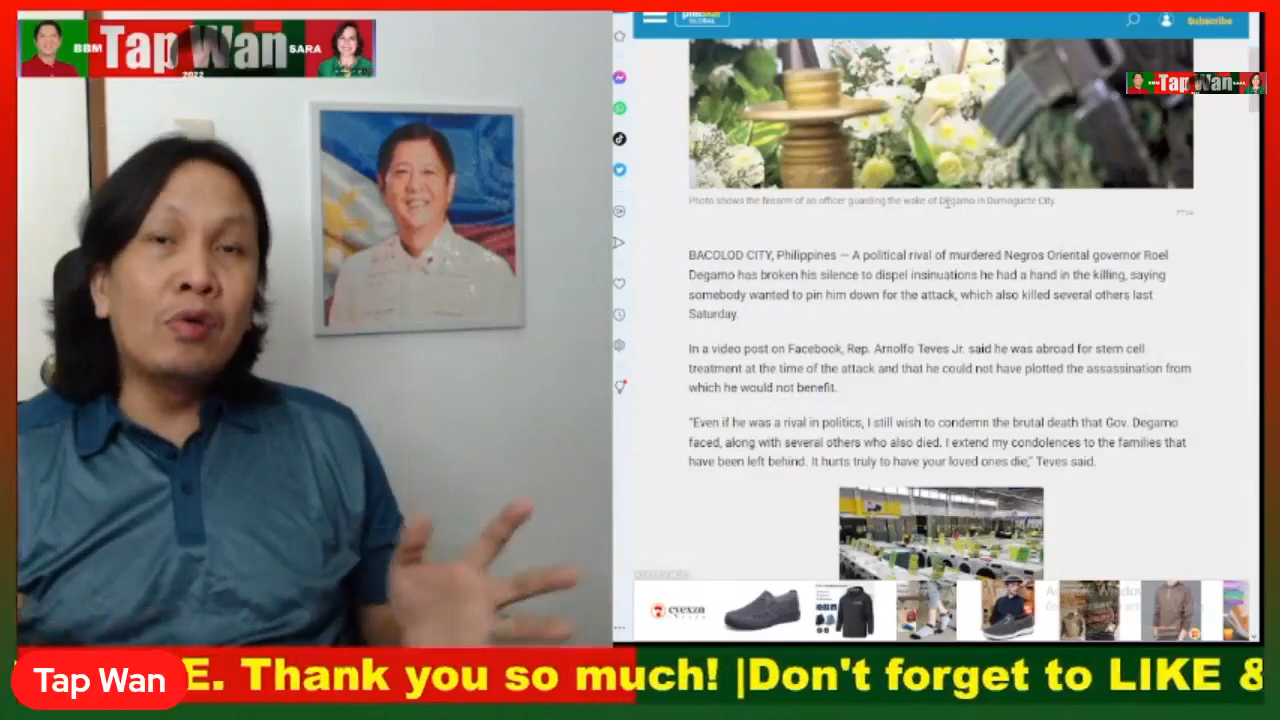 BBM Tap Wan SARA
2022
philstar
GLOBAL
Subscribe
BBM Tap Wan SARA
Photo shows the firearm of an officer guarding the wake of Degamo in Dumaguete City.
BACOLOD CITY, Philippines — A political rival of murdered Negros Oriental governor Roel
Degamo has broken his silence to dispel insinuations he had a hand in the killing, saying
somebody wanted to pin him down for the attack, which also killed several others last
Saturday.
In a video post on Facebook, Rep. Arnolfo Teves Jr. said he was abroad for stem cell
treatment at the time of the attack and that he could not have plotted the assassination from
which he would not benefit.
“Even if he was a rival in politics, I still wish to condemn the brutal death that Gov. Degamo
faced, along with several others who also died. I extend my condolences to the families that
have been left behind. It hurts truly to have your loved ones die,” Teves said.
cyexzn
Tap Wan
E. Thank you so much! |Don't forget to LIKE &